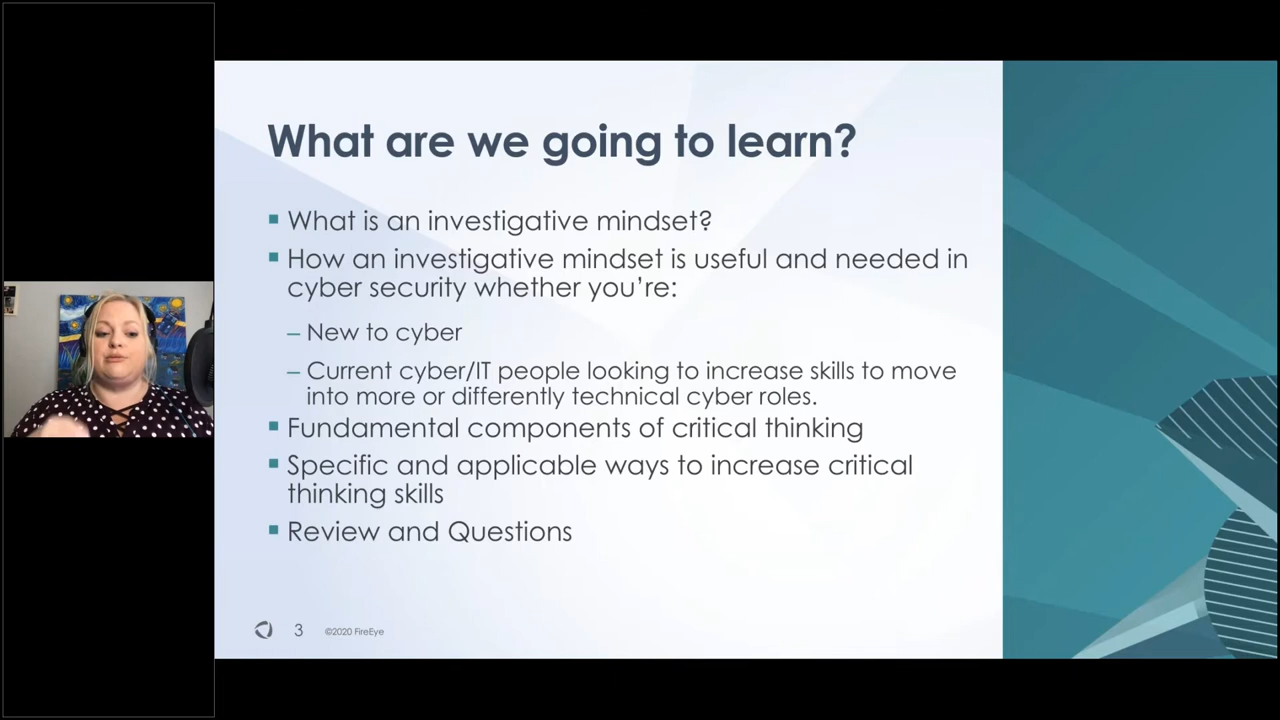 What are we going to learn?
▪ What is an investigative mindset?
▪ How an investigative mindset is useful and needed in
cyber security whether you're:
– New to cyber
– Current cyber/IT people looking to increase skills to move
into more or differently technical cyber roles.
▪ Fundamental components of critical thinking
▪ Specific and applicable ways to increase critical
thinking skills
▪ Review and Questions
3 ©2020 FireEye